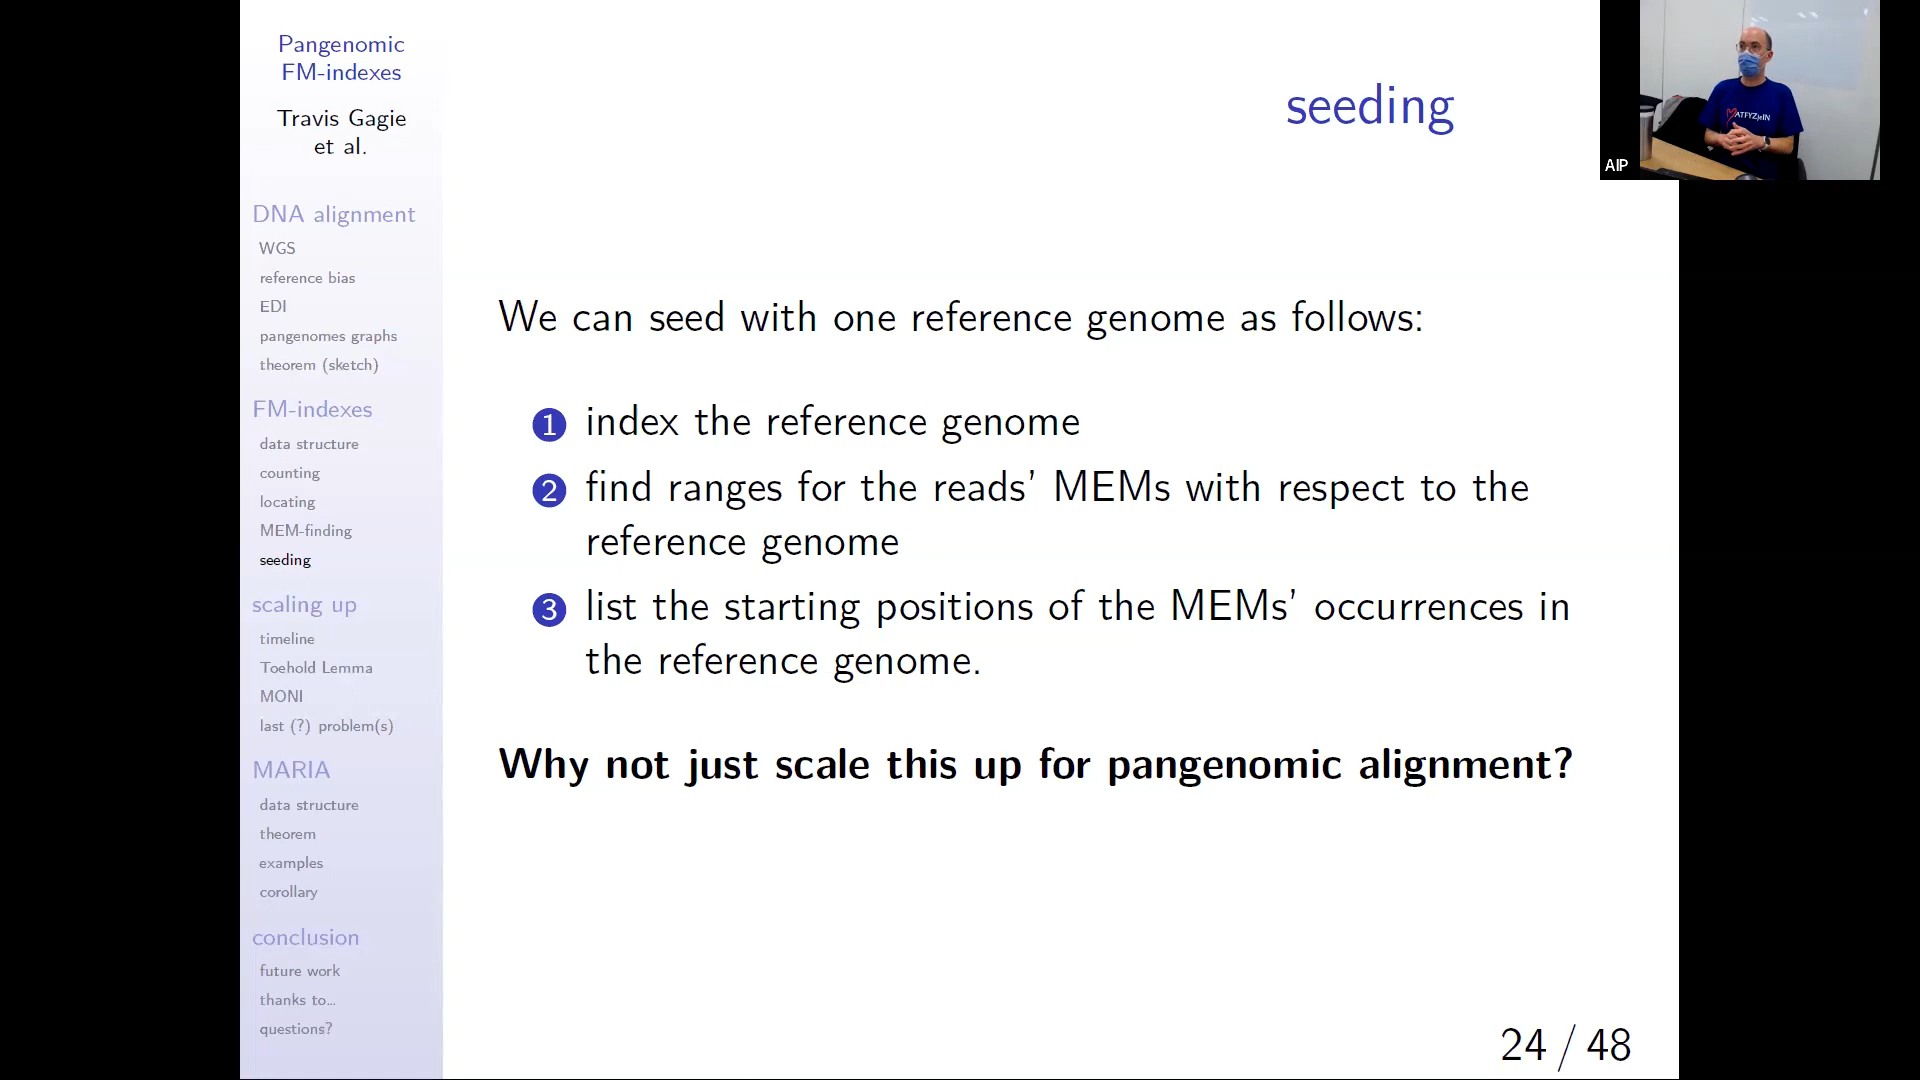 Pangenomic
FM-indexes
Travis Gagie
et al.
DNA alignment
WGS
reference bias
EDI
pangenomes graphs
theorem (sketch)
FM-indexes
data structure
counting
locating
MEM-finding
seeding
scaling up
timeline
Toehold Lemma
MONI
last (?) problem(s)
MARIA
data structure
theorem
examples
corollary
conclusion
future work
thanks to...
questions?
seeding
We can seed with one reference genome as follows:
1 index the reference genome
2 find ranges for the reads' MEMs with respect to the
reference genome
3 list the starting positions of the MEMs' occurrences in
the reference genome.
Why not just scale this up for pangenomic alignment?
24 / 48
AIP
MATFYZjeIN